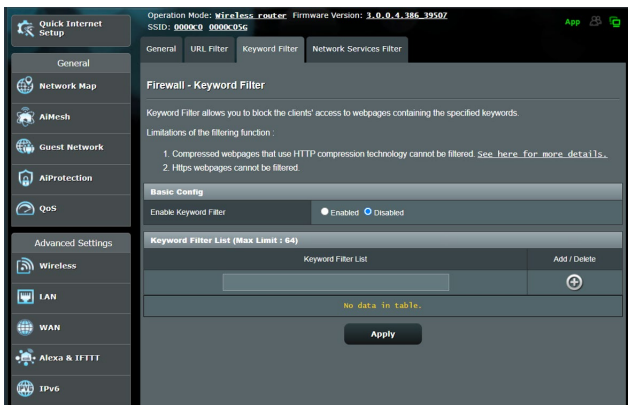 Quick Internet
Setup
General
Network Map
AiMesh
Guest Network
AiProtection
QoS
Advanced Settings
Wireless
LAN
WAN
Alexa & IFTTT
IPv6
Operation Mode: Wireless router Firmware Version: 3.0.0.4.386_39507
SSID: 0000C0 0000C05G
App
General URL Filter Keyword Filter Network Services Filter
Firewall - Keyword Filter
Keyword Filter allows you to block the clients' access to webpages containing the specified keywords.
Limitations of the filtering function :
1. Compressed webpages that use HTTP compression technology cannot be filtered. See here for more details.
2. Https webpages cannot be filtered.
Basic Config
Enable Keyword Filter Enabled Disabled
Keyword Filter List (Max Limit : 64)
Keyword Filter List Add / Delete
No data in table.
Apply